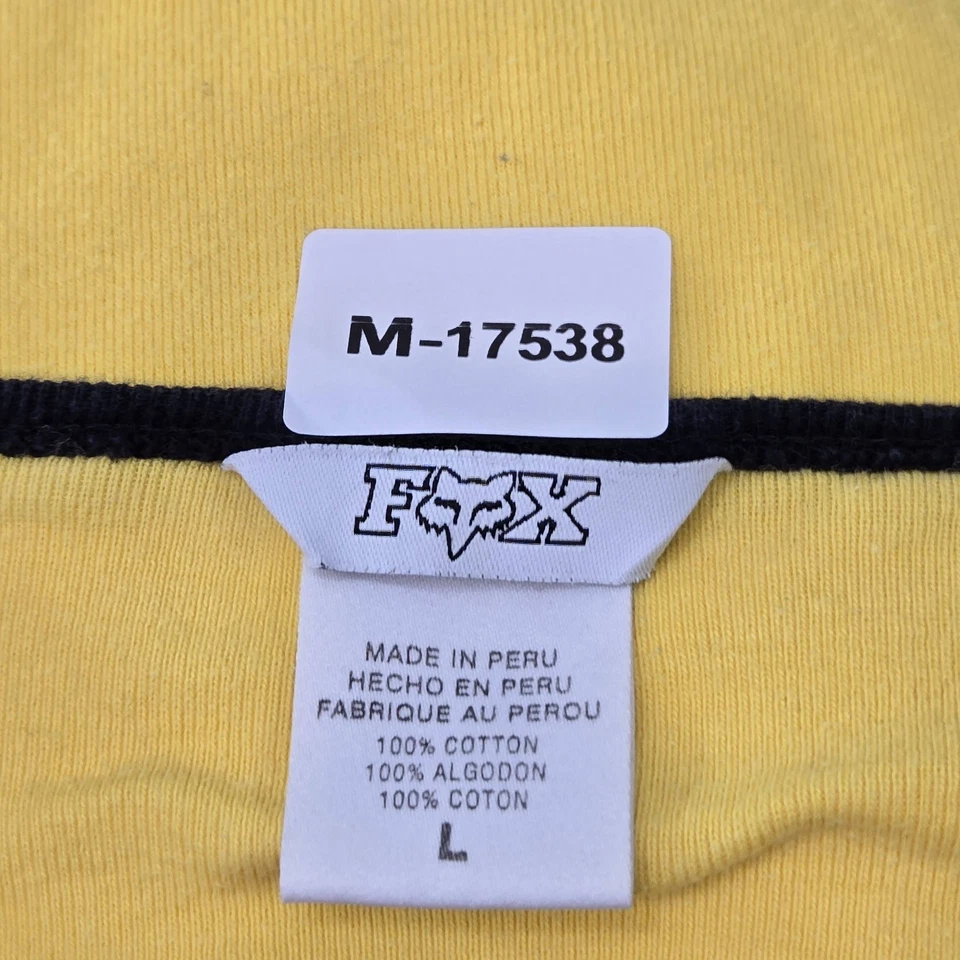 M-17538
FOX
MADE IN PERU
HECHO EN PERU
FABRIQUE AU PEROU
100% COTTON
100% ALGODON
100% COTON
L